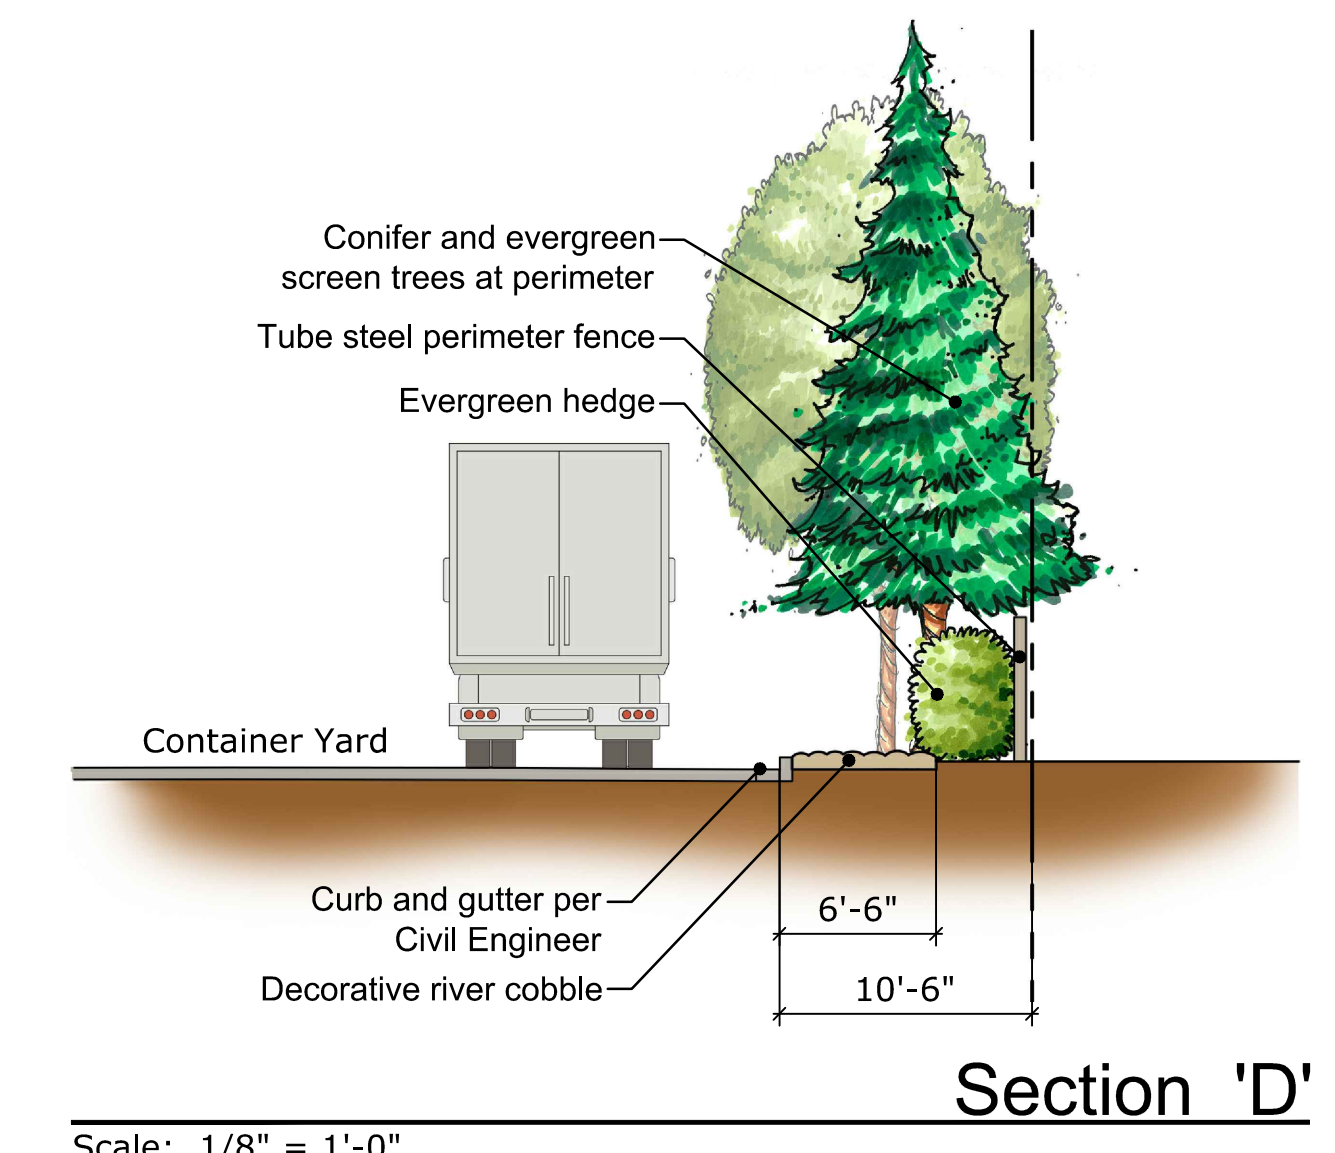 Conifer and evergreen
screen trees at perimeter
Tube steel perimeter fence
Evergreen hedge
Container Yard
Curb and gutter per
Civil Engineer
Decorative river cobble
6'-6"
10'-6"
Section 'D'
Scale: 1/8" = 1'-0"